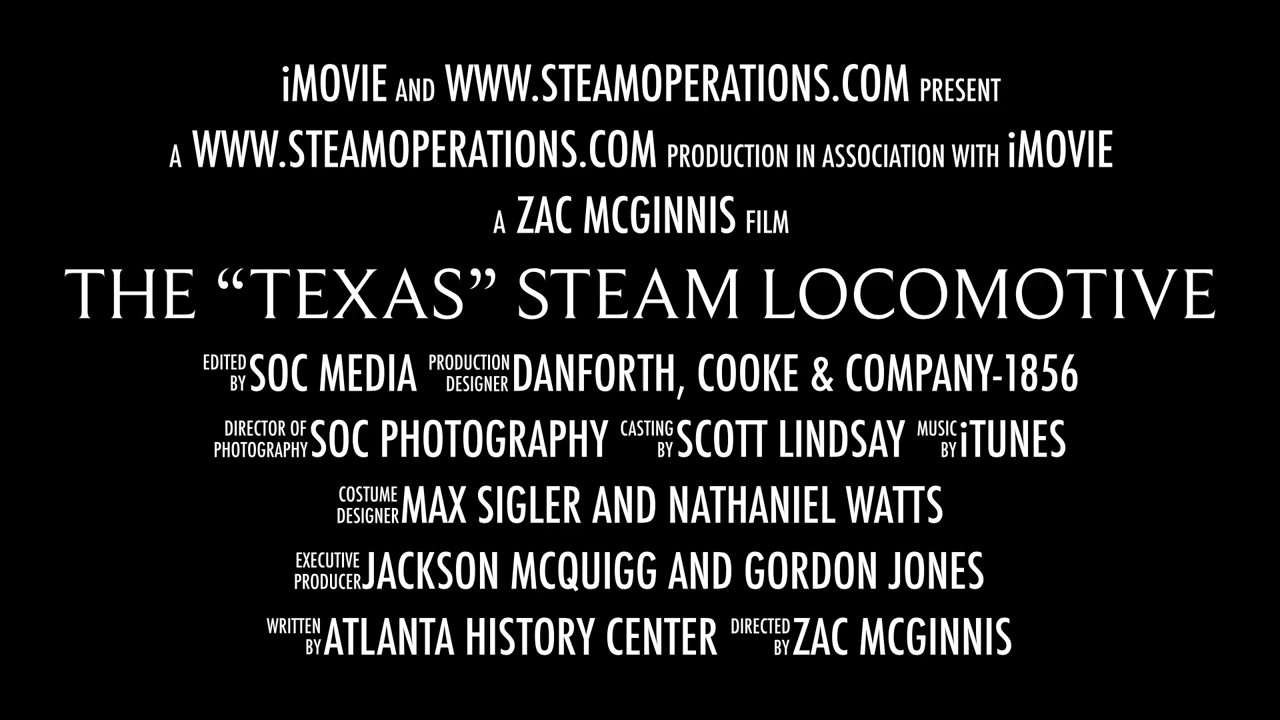 iMOVIE AND WWW.STEAMOPERATIONS.COM PRESENT
A WWW.STEAMOPERATIONS.COM PRODUCTION IN ASSOCIATION WITH iMOVIE
A ZAC MCGINNIS FILM
THE “TEXAS” STEAM LOCOMOTIVE
EDITED BY SOC MEDIA PRODUCTION DESIGNER DANFORTH, COOKE & COMPANY-1856
DIRECTOR OF PHOTOGRAPHY SOC PHOTOGRAPHY CASTING BY SCOTT LINDSAY MUSIC BY iTUNES
COSTUME DESIGNER MAX SIGLER AND NATHANIEL WATTS
EXECUTIVE PRODUCER JACKSON MCQUIGG AND GORDON JONES
WRITTEN BY ATLANTA HISTORY CENTER DIRECTED BY ZAC MCGINNIS